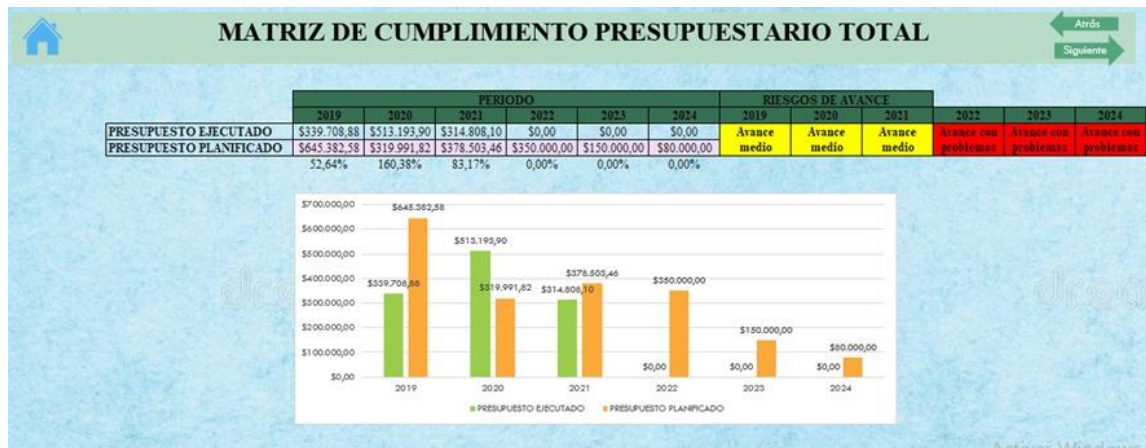 MATRIZ DE CUMPLIMIENTO PRESUPUESTARIO TOTAL
Atrás
Siguiente
PERIODO RIESGOS DE AVANCE
2019 2020 2021 2022 2023 2024 2019 2020 2021 2022 2023 2024
PRESUPUESTO EJECUTADO $339.708,88 $513.193,90 $314.808,10 $0,00 $0,00 $0,00 Avance Avance Avance Avance con Avance con Avance con
PRESUPUESTO PLANIFICADO $645.382,58 $319.991,82 $378.503,46 $350.000,00 $150.000,00 $80.000,00 medio medio medio problemas problemas problemas
52,64% 160,38% 83,17% 0,00% 0,00% 0,00%
$700.000,00
$645.382,58
$600.000,00
$513.193,90
$500.000,00
$400.000,00
$378.503,46
$339.708,88 $319.991,82 $314.808,10 $350.000,00
$300.000,00
$200.000,00
$150.000,00
$100.000,00
$80.000,00
$0,00 $0,00 $0,00
$0,00
2019 2020 2021 2022 2023 2024
PRESUPUESTO EJECUTADO PRESUPUESTO PLANIFICADO